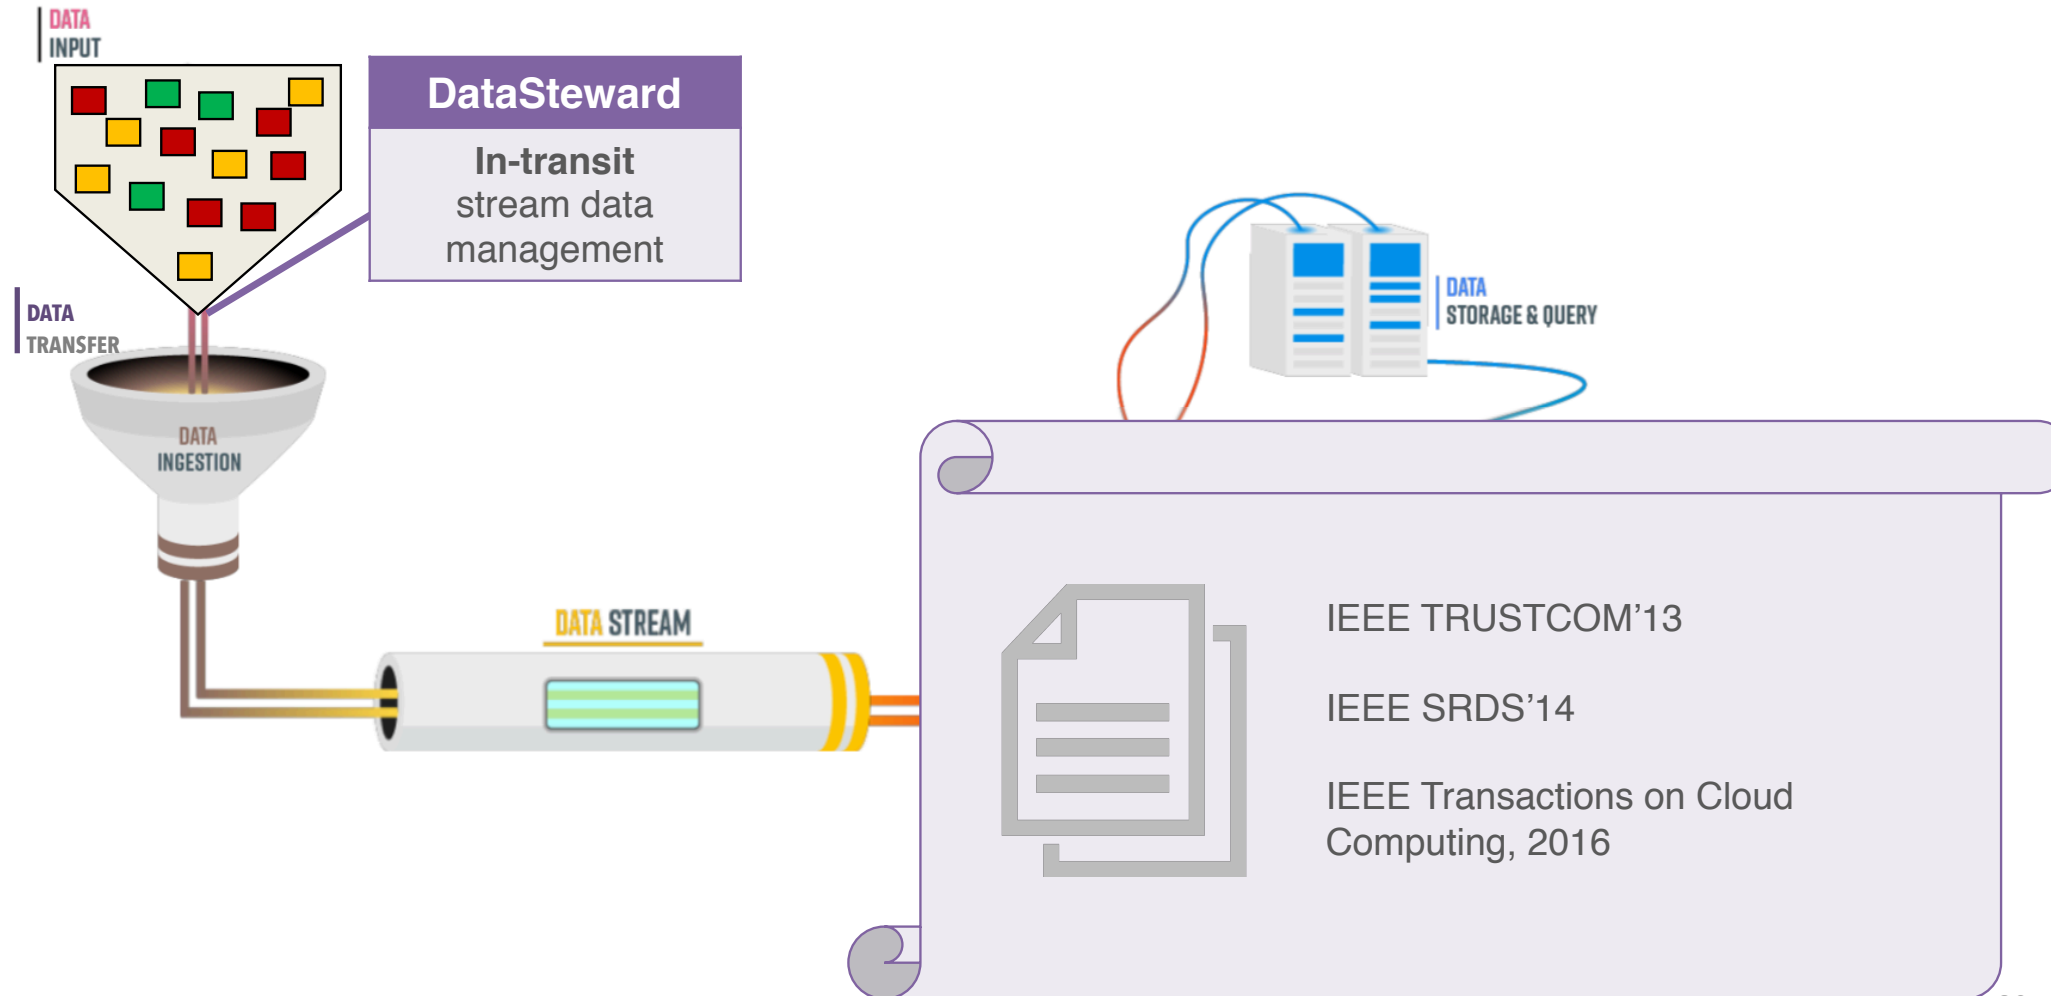 DATA
INPUT
DataSteward
In-transit
stream data
management
DATA
TRANSFER
DATA
INGESTION
DATA STREAM
DATA
STORAGE & QUERY
IEEE TRUSTCOM’13
IEEE SRDS’14
IEEE Transactions on Cloud
Computing, 2016